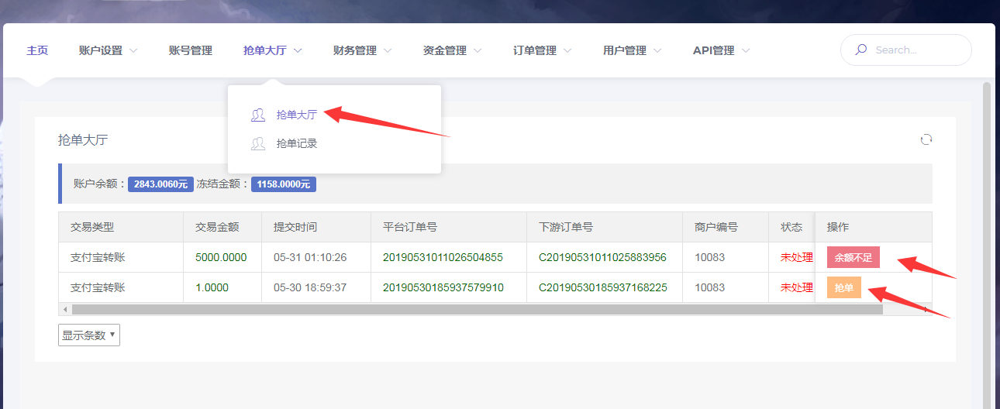 主页 账户设置 账号管理 抢单大厅 财务管理 资金管理 订单管理 用户管理 API管理 Search...
抢单大厅
抢单记录
抢单大厅
账户余额：2843.0060元 冻结金额：1158.0000元
交易类型 交易金额 提交时间 平台订单号 下游订单号 商户编号 状态 操作
支付宝转账 5000.0000 05-31 01:10:26 20190531011026504855 C20190531011025883956 10083 未处理 余额不足
支付宝转账 1.0000 05-30 18:59:37 20190530185937579910 C20190530185937168225 10083 未处理 抢单
显示条数